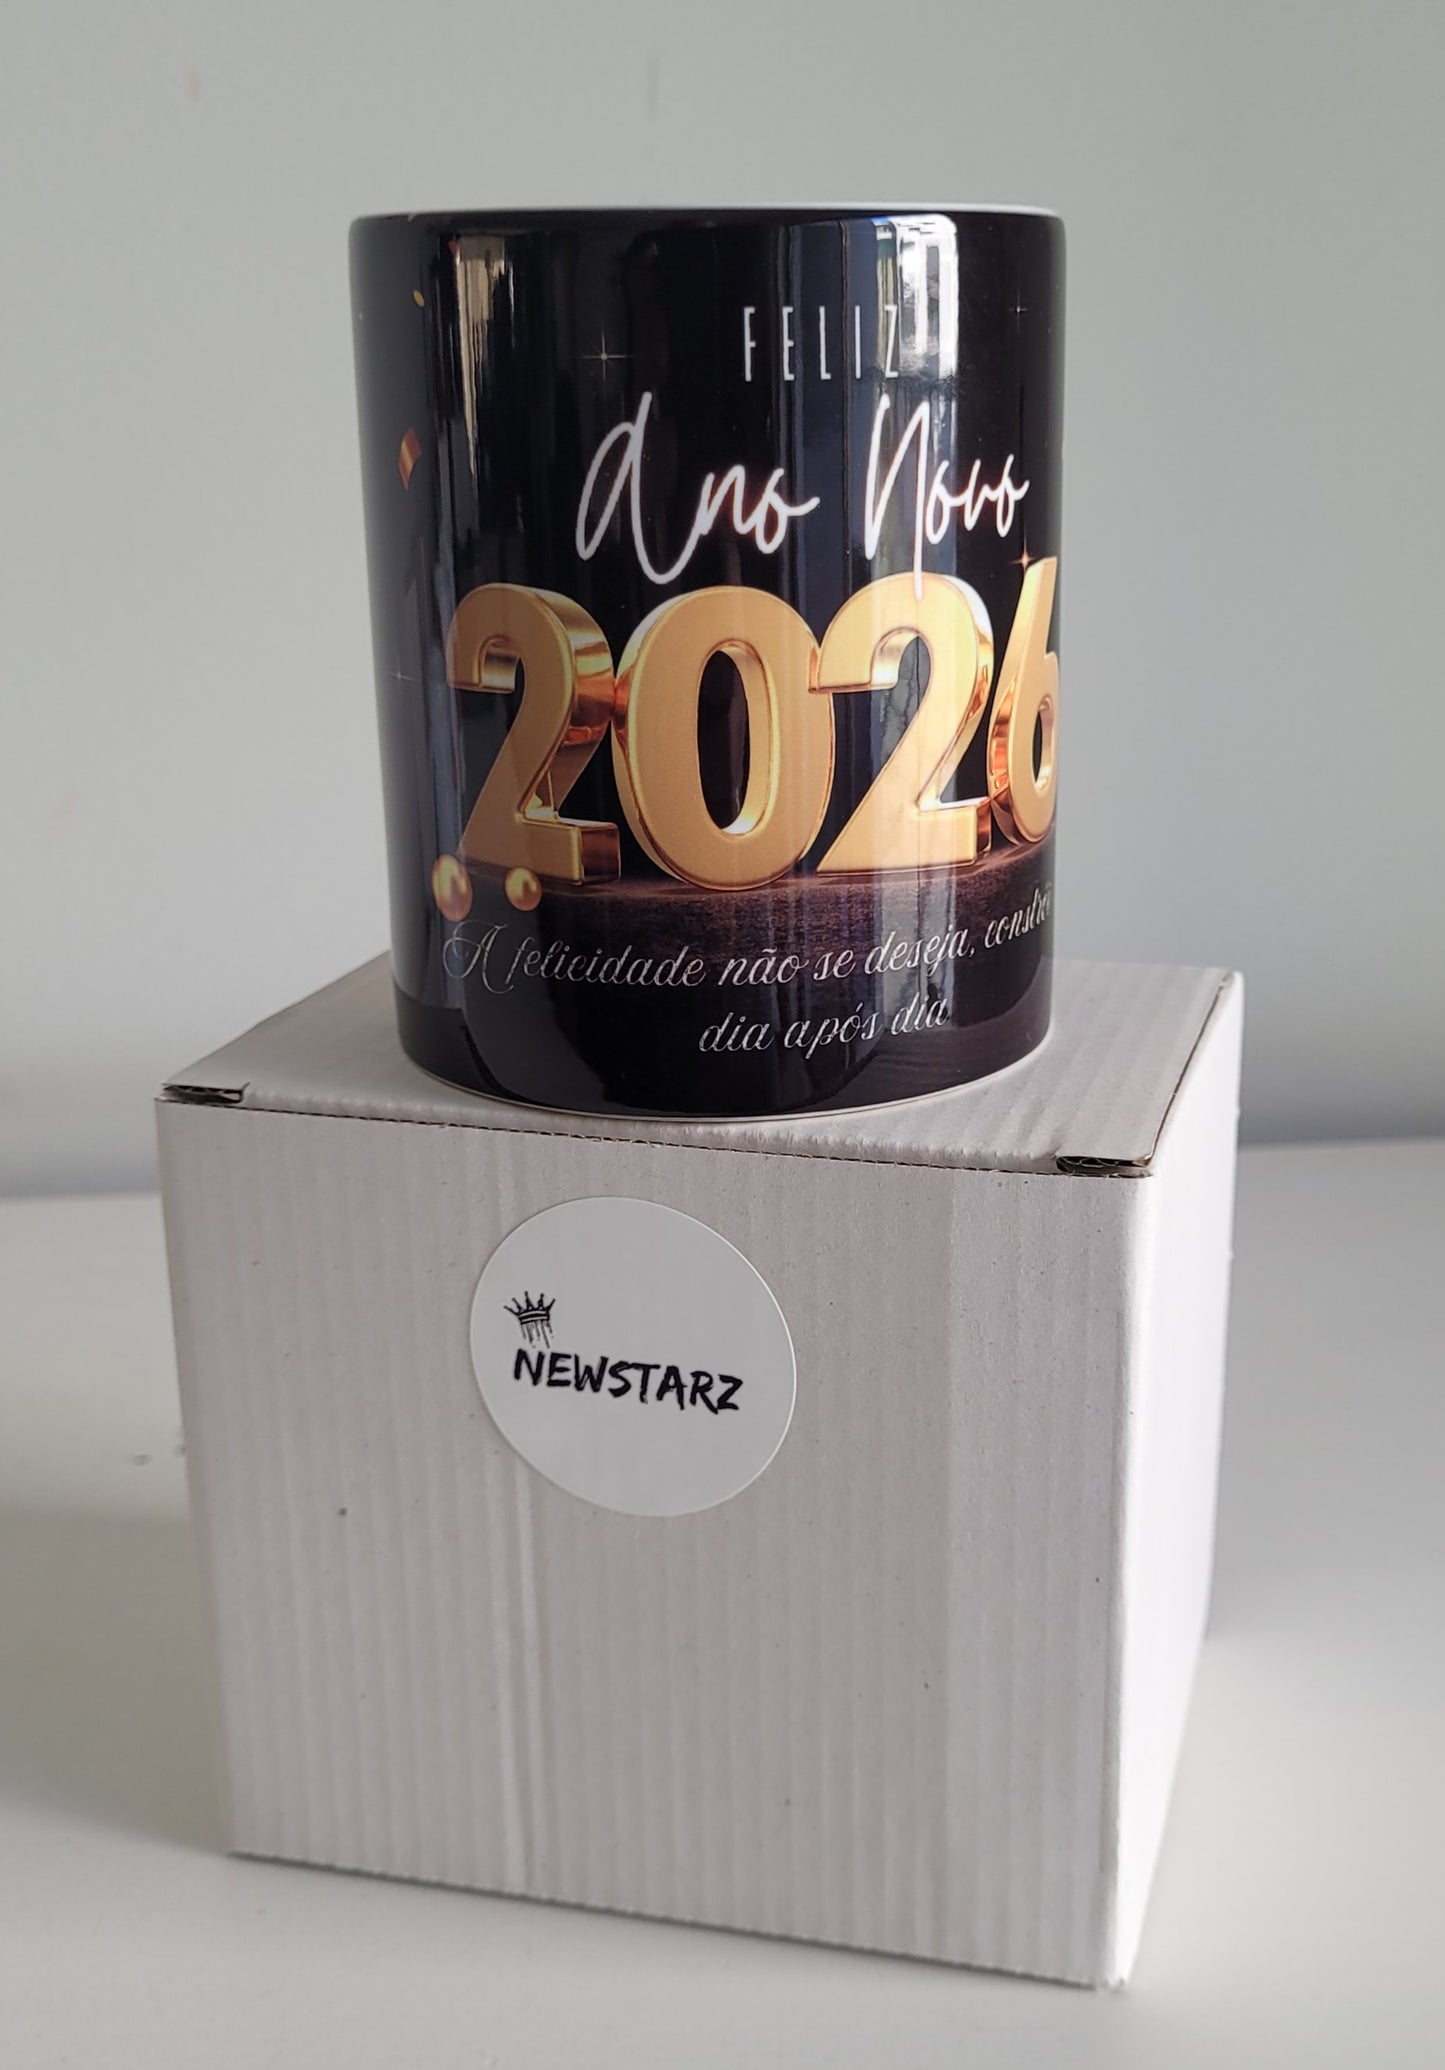 FELIZ
Ano Novo
2026
A felicidade não se deseja,
dia após dia
NEWSTARZ